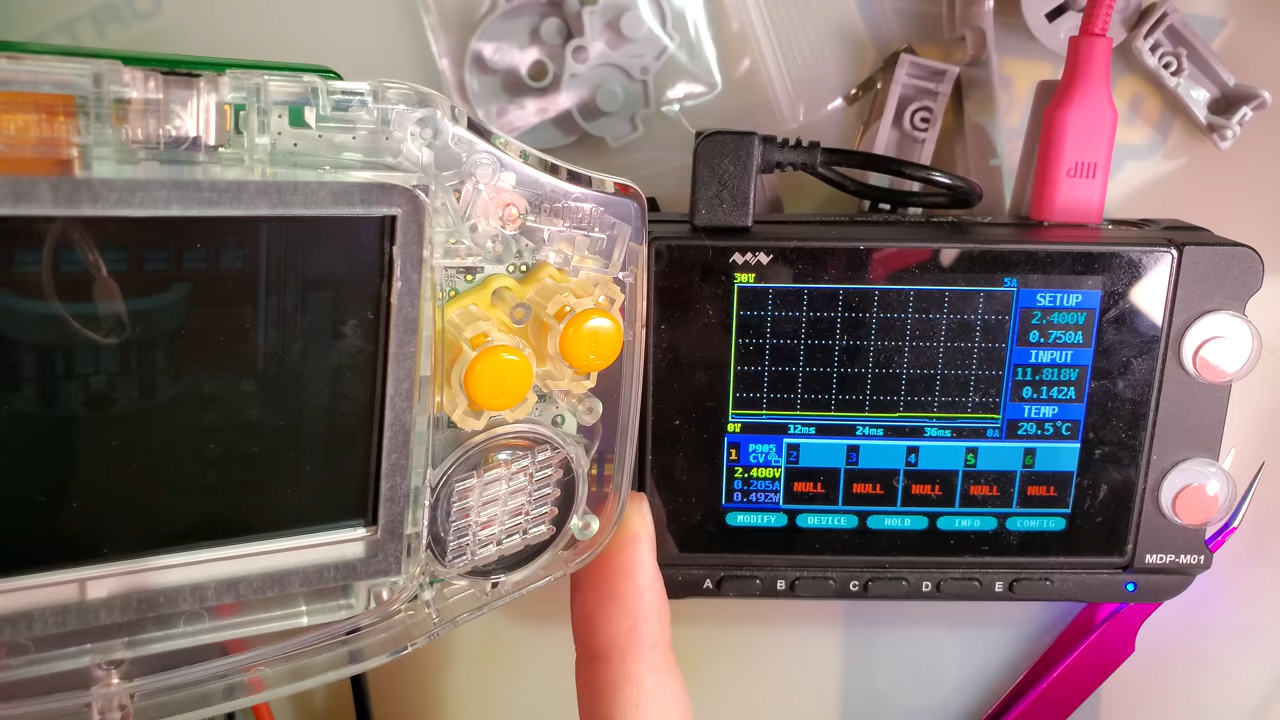 POWER
30V
5A
SETUP
2.400V
0.750A
INPUT
11.818V
0.142A
TEMP
29.5°C
0V
12ms
24ms
36ms
0A
1 P905
CV
2.400V
0.205A
0.492W
2
NULL
3
NULL
4
NULL
5
NULL
6
NULL
MODIFY
DEVICE
HOLD
INFO
CONFIG
MDP-M01
A
B
C
D
E